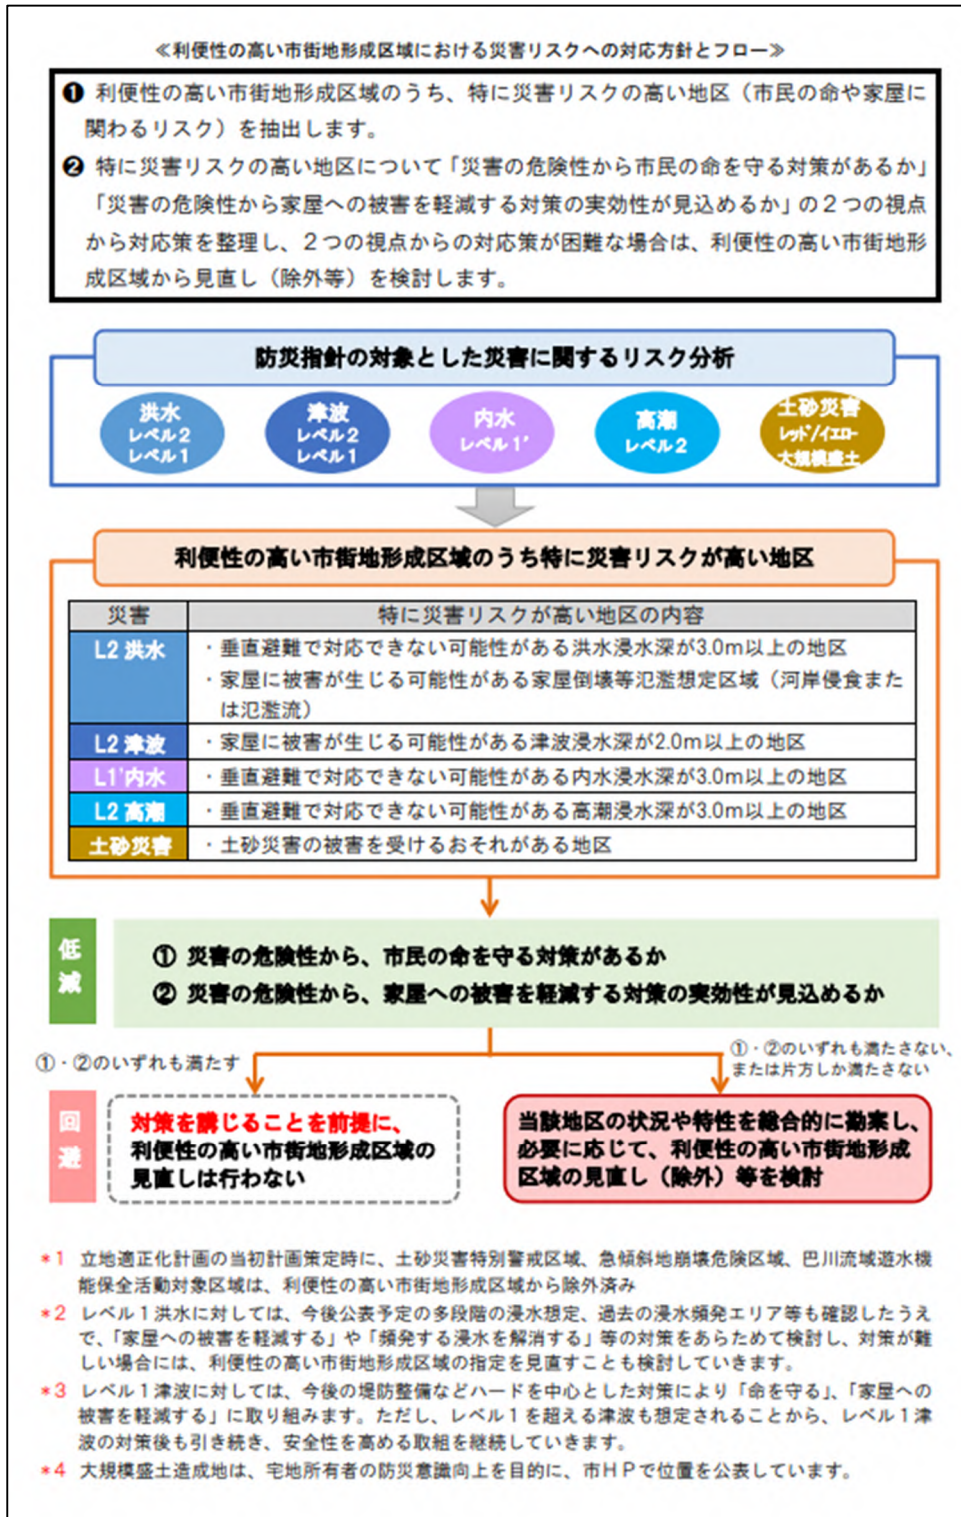 ≪利便性の高い市街地形成区域における災害リスクへの対応方針とフロー≫
❶ 利便性の高い市街地形成区域のうち、特に災害リスクの高い地区（市民の命や家屋に
関わるリスク）を抽出します。
❷ 特に災害リスクの高い地区について「災害の危険性から市民の命を守る対策があるか」
「災害の危険性から家屋への被害を軽減する対策の実効性が見込めるか」の２つの視点
から対応策を整理し、２つの視点からの対応策が困難な場合は、利便性の高い市街地形
成区域から見直し（除外等）を検討します。
防災指針の対象とした災害に関するリスク分析
洪水
レベル２
レベル１
津波
レベル２
レベル１
内水
レベル１’
高潮
レベル２
土砂災害
レッド/イエロー
大規模盛土
利便性の高い市街地形成区域のうち特に災害リスクが高い地区
災害
特に災害リスクが高い地区の内容
L2 洪水
・垂直避難で対応できない可能性がある洪水浸水深が3.0m以上の地区
・家屋に被害が生じる可能性がある家屋倒壊等氾濫想定区域（河岸侵食また
は氾濫流）
L2 津波
・家屋に被害が生じる可能性がある津波浸水深が2.0m以上の地区
L1’内水
・垂直避難で対応できない可能性がある内水浸水深が3.0m以上の地区
L2 高潮
・垂直避難で対応できない可能性がある高潮浸水深が3.0m以上の地区
土砂災害
・土砂災害の被害を受けるおそれがある地区
低減
① 災害の危険性から、市民の命を守る対策があるか
② 災害の危険性から、家屋への被害を軽減する対策の実効性が見込めるか
①・②のいずれも満たす
①・②のいずれも満たさない、
または片方しか満たさない
回避
対策を講じることを前提に、
利便性の高い市街地形成区域の
見直しは行わない
当該地区の状況や特性を総合的に勘案し、
必要に応じて、利便性の高い市街地形成
区域の見直し（除外）等を検討
*1 立地適正化計画の当初計画策定時に、土砂災害特別警戒区域、急傾斜地崩壊危険区域、巴川流域遊水機
能保全活動対象区域は、利便性の高い市街地形成区域から除外済み
*2 レベル１洪水に対しては、今後公表予定の多段階の浸水想定、過去の浸水頻発エリア等も確認したうえ
で、「家屋への被害を軽減する」や「頻発する浸水を解消する」等の対策をあらためて検討し、対策が難
しい場合には、利便性の高い市街地形成区域の指定を見直すことも検討していきます。
*3 レベル１津波に対しては、今後の堤防整備などハードを中心とした対策により「命を守る」、「家屋への
被害を軽減する」に取り組みます。ただし、レベル１を超える津波も想定されることから、レベル１津
波の対策後も引き続き、安全性を高める取組を継続していきます。
*4 大規模盛土造成地は、宅地所有者の防災意識向上を目的に、市ＨＰで位置を公表しています。